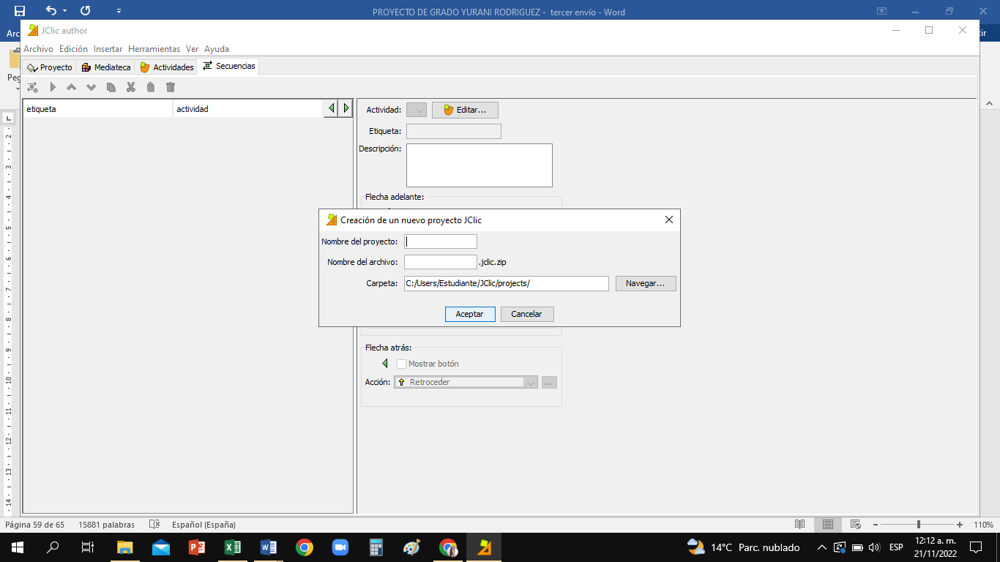 PROYECTO DE GRADO YURANI RODRIGUEZ - tercer envío - Word
Arc
JClic author
Archivo Edición Insertar Herramientas Ver Ayuda
Proyecto Mediateca Actividades Secuencias
etiqueta actividad
Actividad: Editar...
Etiqueta:
Descripción:
Flecha adelante:
Creación de un nuevo proyecto JClic
Nombre del proyecto:
Nombre del archivo: .jclic.zip
Carpeta: C:/Users/Estudiante/JClic/projects/ Navegar...
Aceptar Cancelar
Flecha atrás:
Mostrar botón
Acción: Retroceder ...
Página 59 de 65 15881 palabras Español (España) 110%
14°C Parc. nublado ESP 12:12 a. m.
21/11/2022